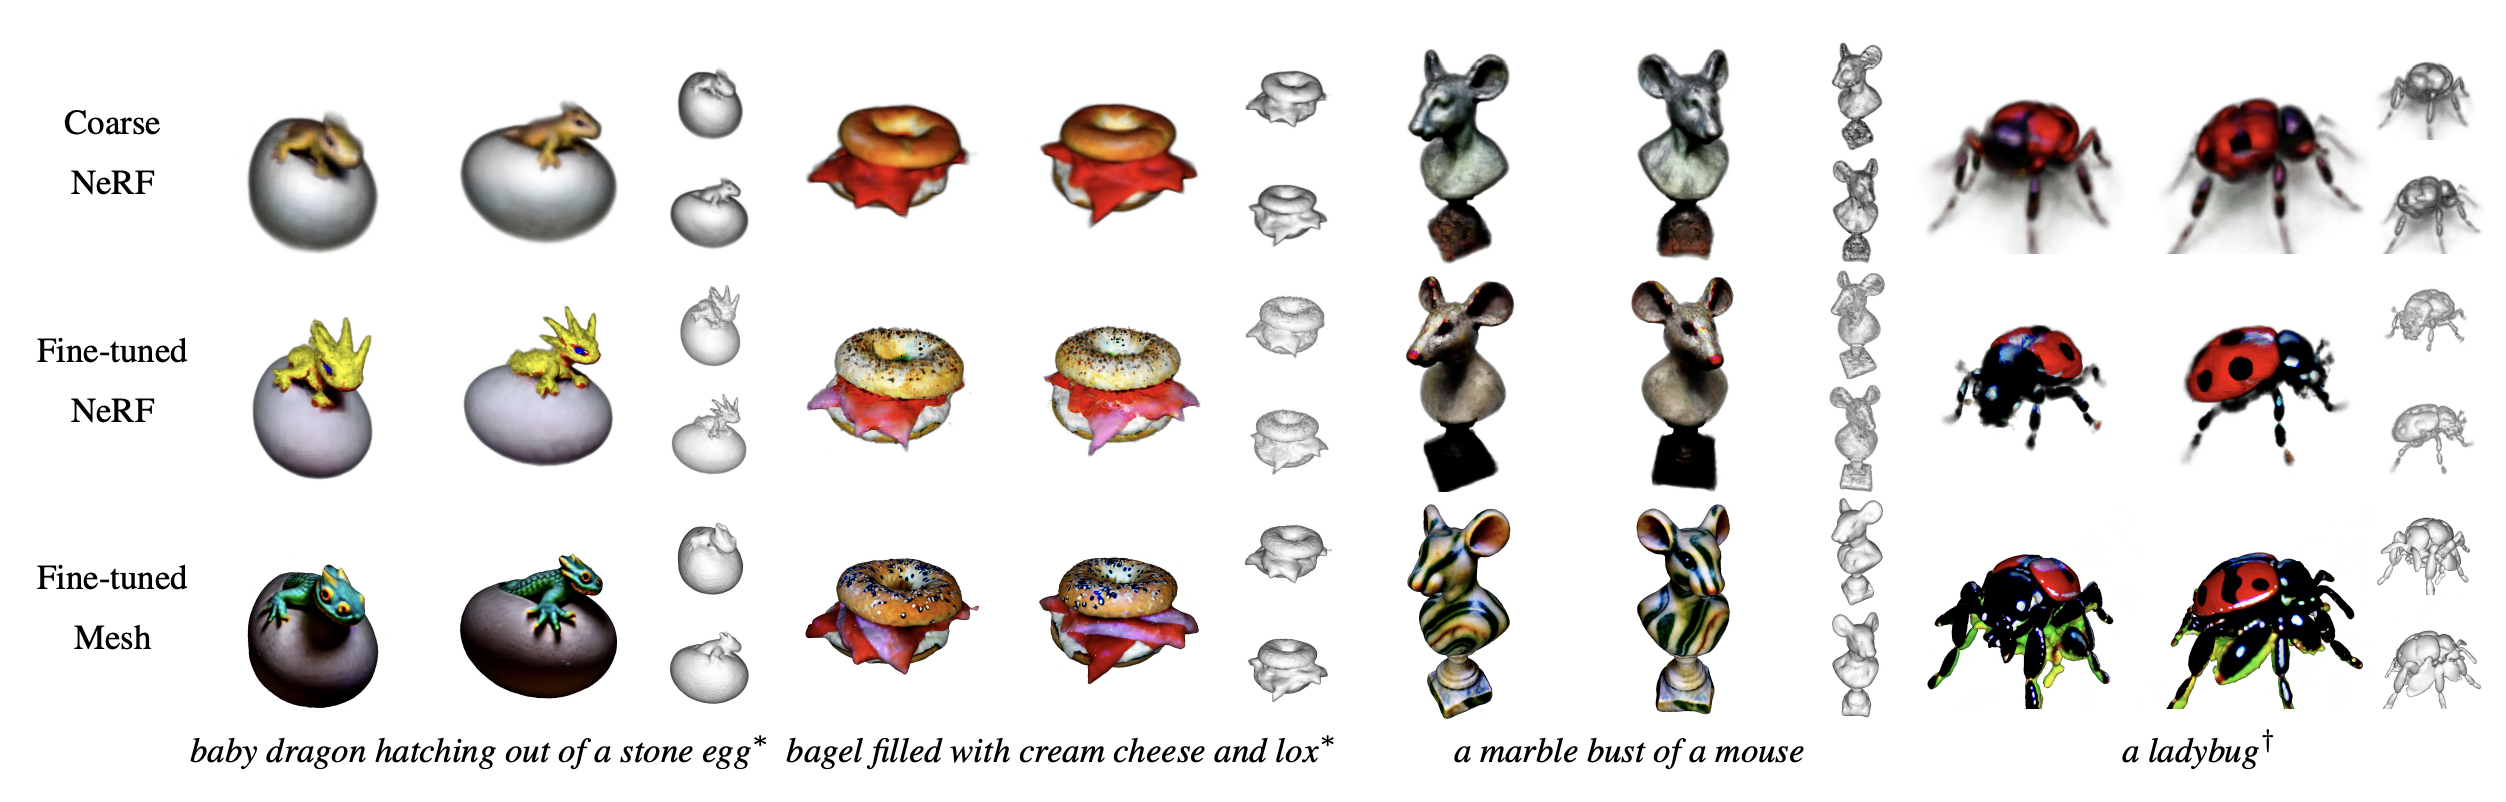 Coarse
NeRF
Fine-tuned
NeRF
Fine-tuned
Mesh
baby dragon hatching out of a stone egg* bagel filled with cream cheese and lox* a marble bust of a mouse a ladybug†